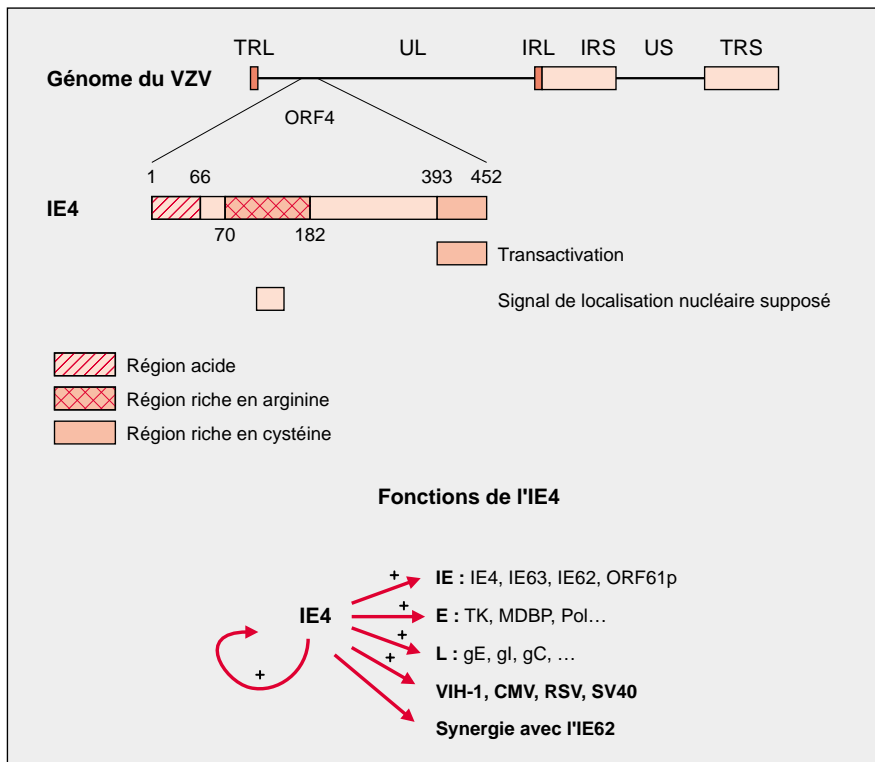 TRL UL IRL IRS US TRS
Génome du VZV
ORF4
1 66 393 452
IE4
70 182
Transactivation
Signal de localisation nucléaire supposé
Région acide
Région riche en arginine
Région riche en cystéine
Fonctions de l'IE4
+ IE : IE4, IE63, IE62, ORF61p
IE4 + E : TK, MDBP, Pol…
+ L : gE, gI, gC, …
+ VIH-1, CMV, RSV, SV40
+
Synergie avec l'IE62